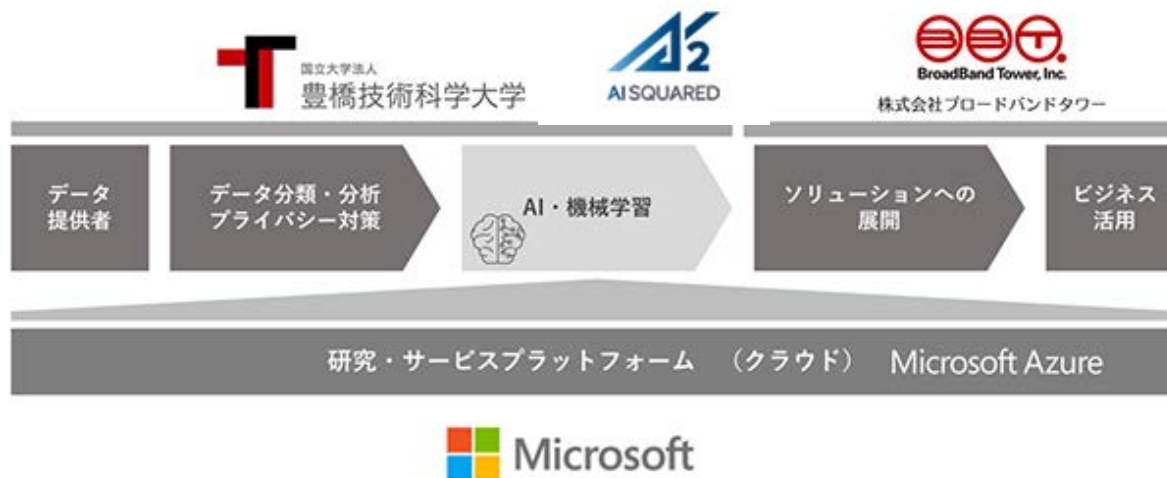 国立大学法人
豊橋技術科学大学
A2
AI SQUARED
BBT.
BroadBand Tower, Inc.
株式会社ブロードバンドタワー
データ
提供者
データ分類・分析
プライバシー対策
AI・機械学習
ソリューションへの
展開
ビジネス
活用
研究・サービスプラットフォーム （クラウド） Microsoft Azure
Microsoft